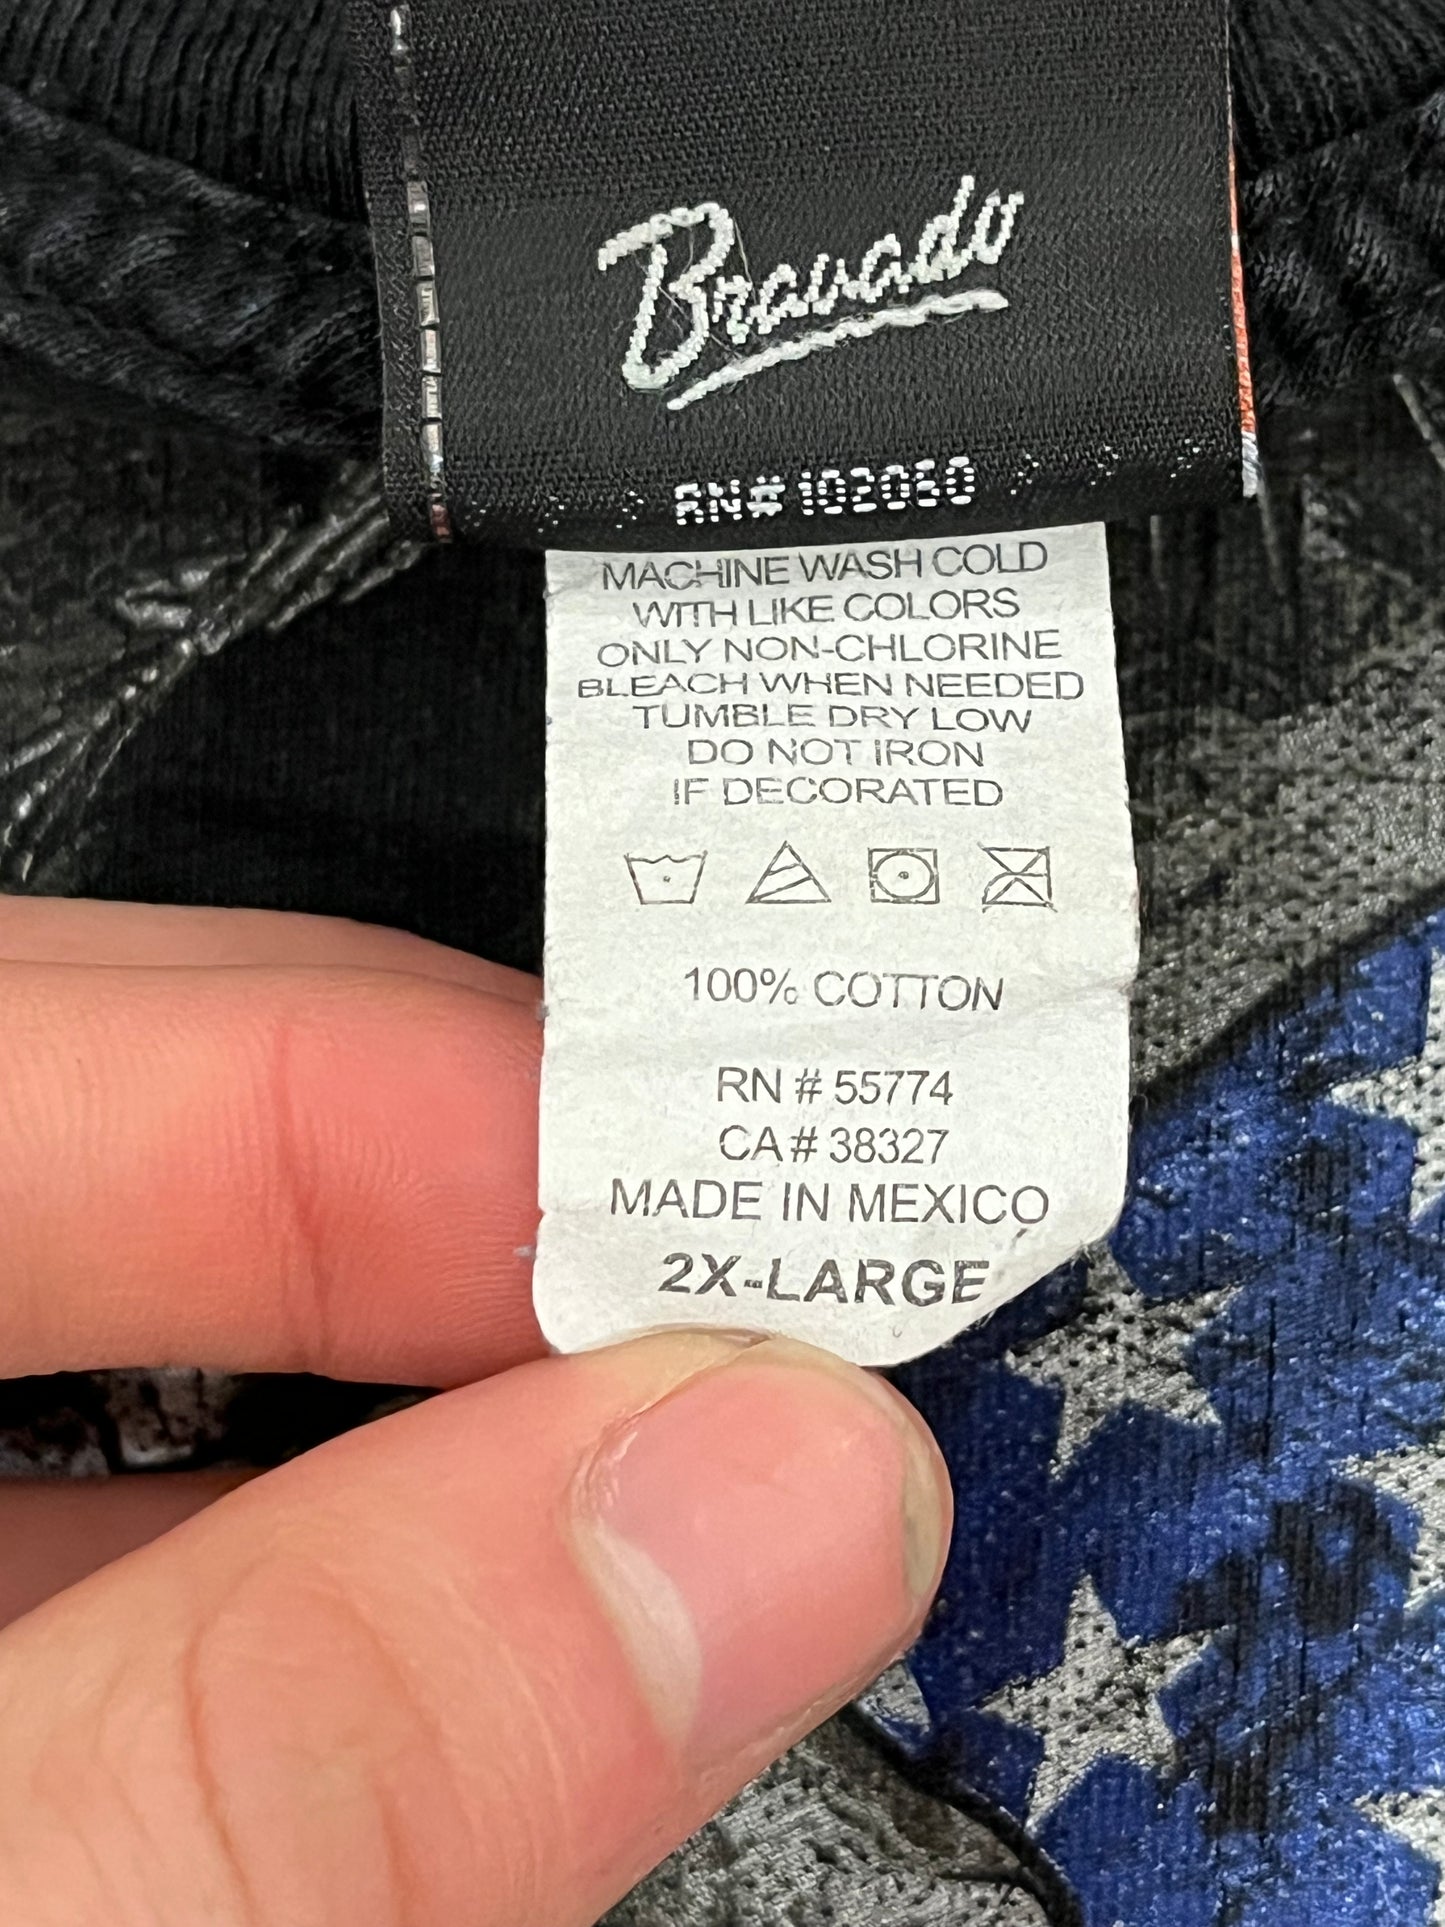 Bravado
RN#102060
MACHINE WASH COLD
WITH LIKE COLORS
ONLY NON-CHLORINE
BLEACH WHEN NEEDED
TUMBLE DRY LOW
DO NOT IRON
IF DECORATED
100% COTTON
RN # 55774
CA # 38327
MADE IN MEXICO
2X-LARGE